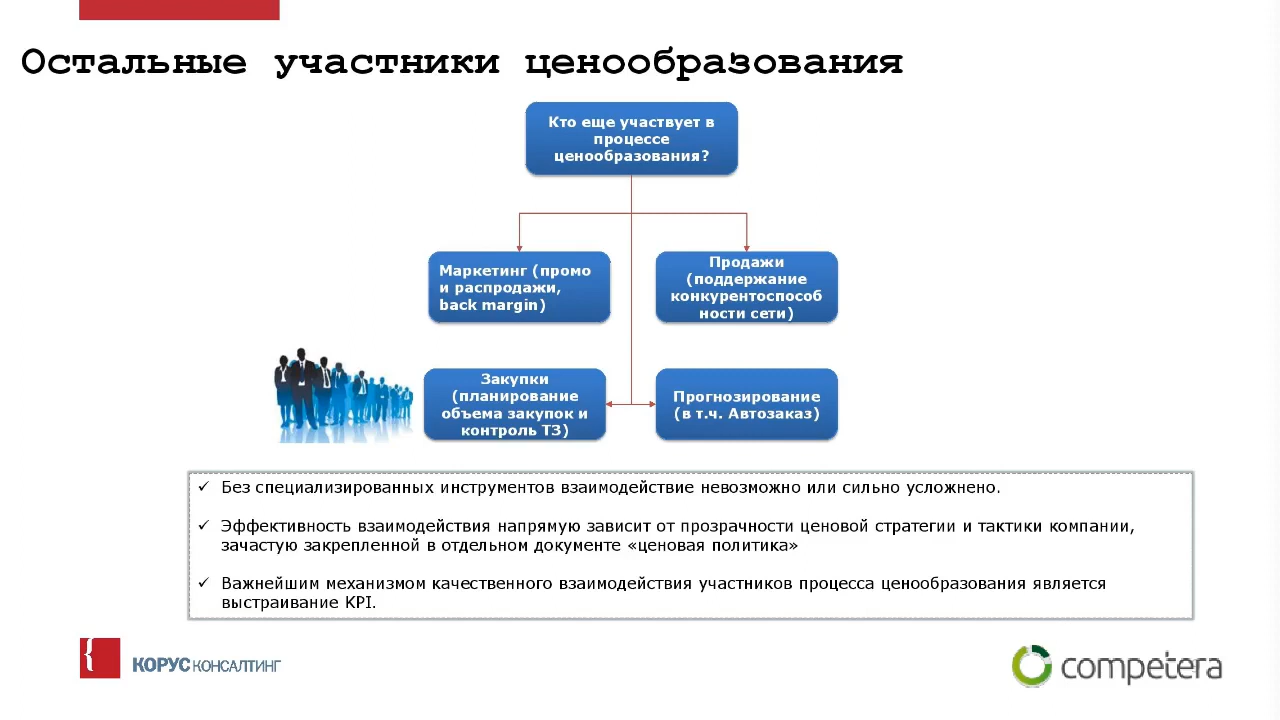 Остальные участники ценообразования
Кто еще участвует в
процессе
ценообразования?
Маркетинг (промо
и распродажи,
back margin)
Продажи
(поддержание
конкурентоспособ
ности сети)
Закупки
(планирование
объема закупок и
контроль ТЗ)
Прогнозирование
(в т.ч. Автозаказ)
✓ Без специализированных инструментов взаимодействие невозможно или сильно усложнено.
✓ Эффективность взаимодействия напрямую зависит от прозрачности ценовой стратегии и тактики компании,
зачастую закрепленной в отдельном документе «ценовая политика»
✓ Важнейшим механизмом качественного взаимодействия участников процесса ценообразования является
выстраивание KPI.
КОРУС КОНСАЛТИНГ
competera